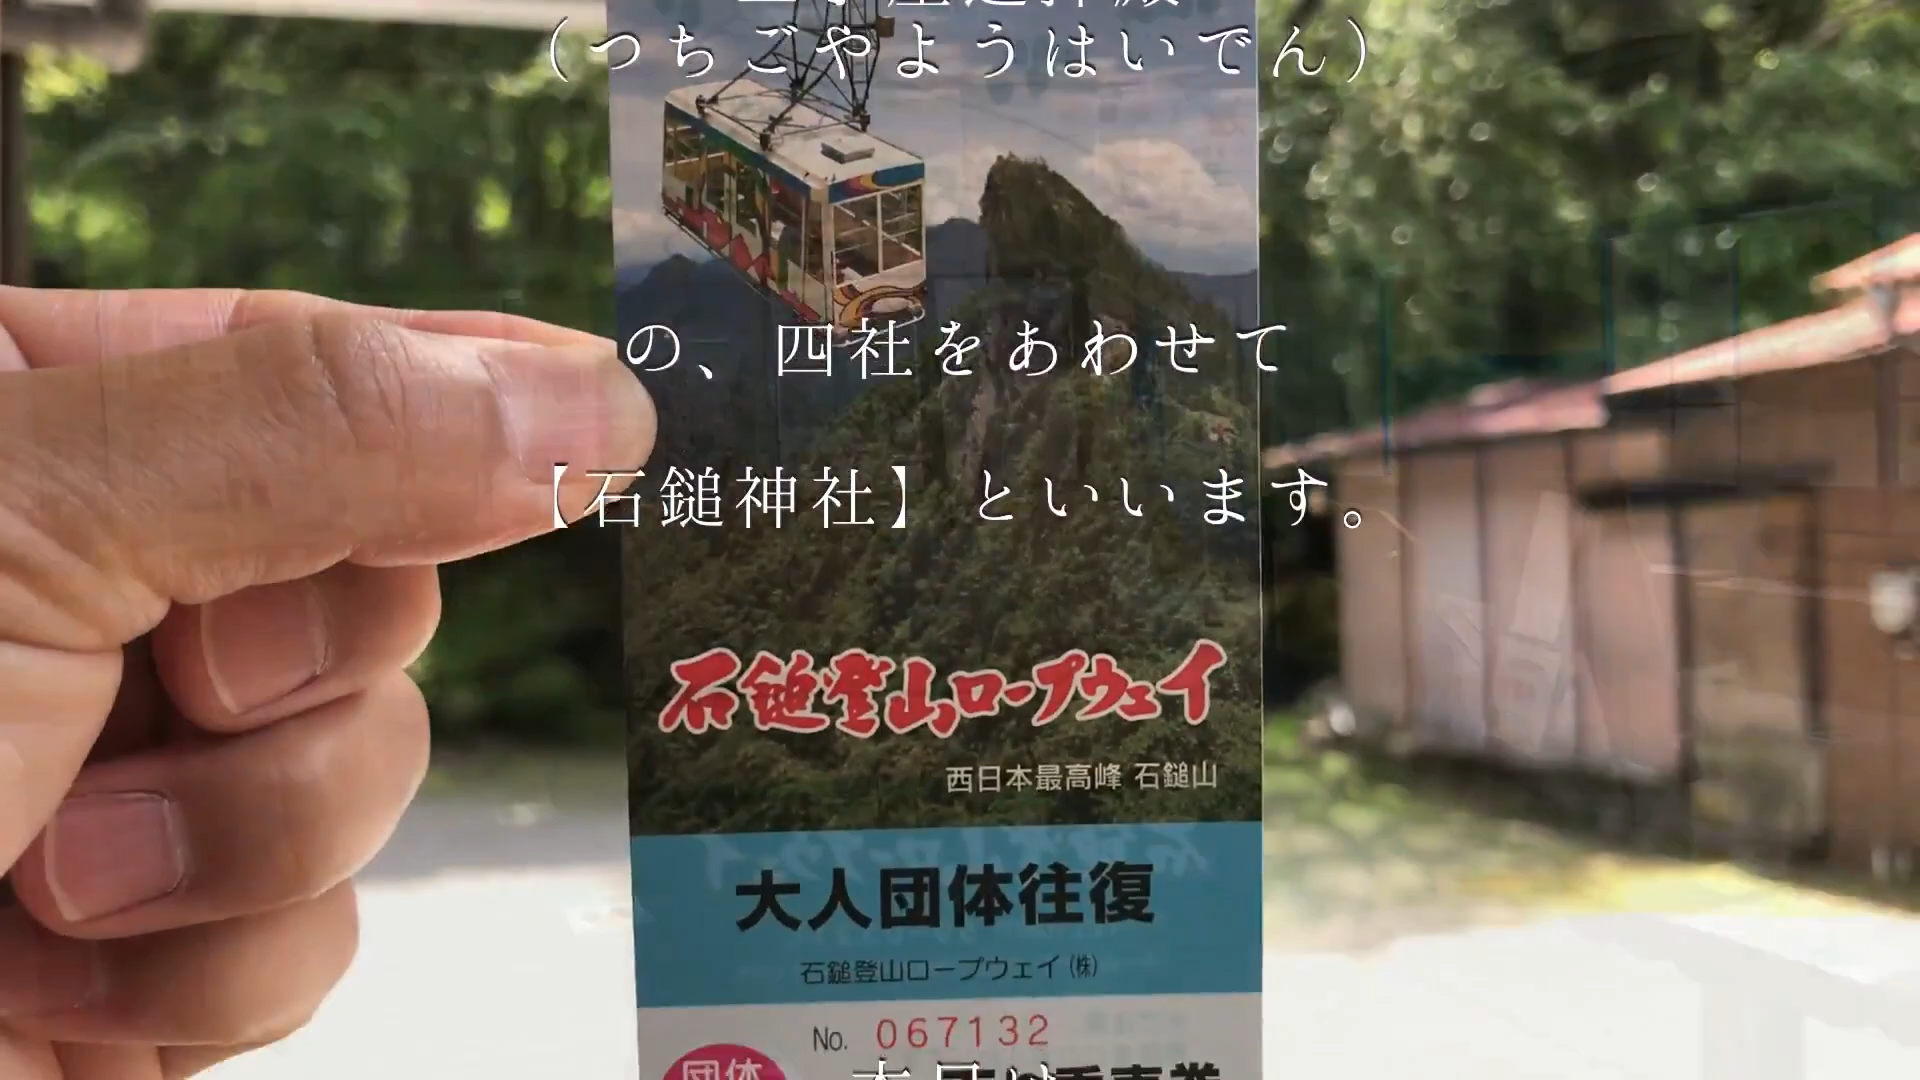 （つちごやようはいでん）
の、四社をあわせて
【石鎚神社】といいます。
石鎚登山ロープウェイ
西日本最高峰 石鎚山
大人団体往復
石鎚登山ロープウェイ㈱
No. 067132
団体